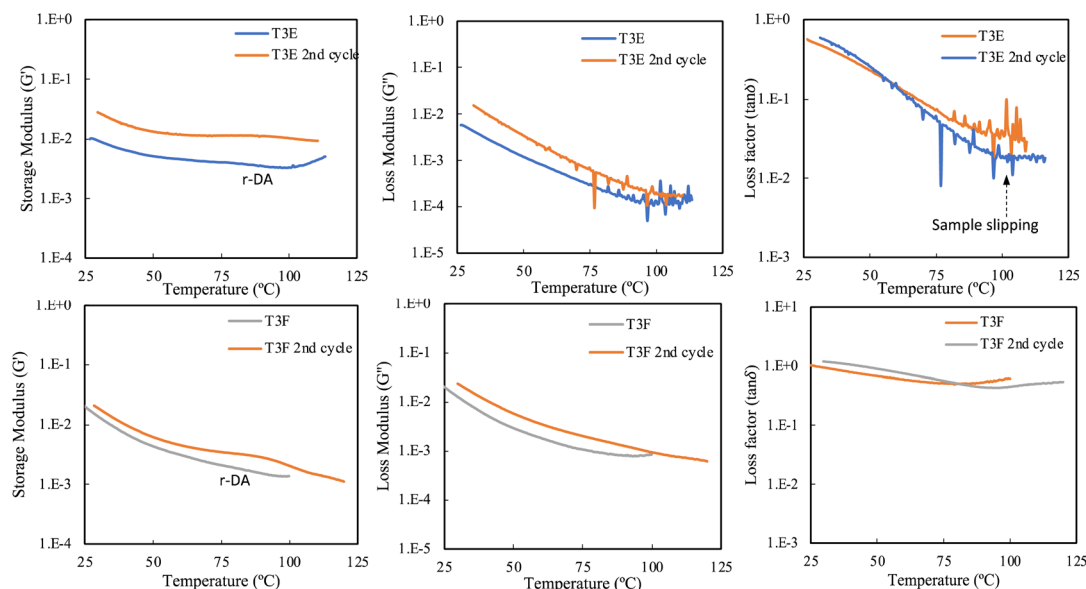 Storage Modulus (G')
1.E+0
1.E-1
1.E-2
1.E-3
1.E-4
T3E
T3E 2nd cycle
r-DA
25
50
75
100
125
Temperature (ºC)
Loss Modulus (G")
1.E+0
1.E-1
1.E-2
1.E-3
1.E-4
1.E-5
T3E
T3E 2nd cycle
25
50
75
100
125
Temperature (ºC)
Loss factor (tanδ)
1.E+0
1.E-1
1.E-2
1.E-3
T3E
T3E 2nd cycle
Sample slipping
25
50
75
100
125
Temperature (ºC)
Storage Modulus (G')
1.E+0
1.E-1
1.E-2
1.E-3
1.E-4
T3F
T3F 2nd cycle
r-DA
25
50
75
100
125
Temperature (ºC)
Loss Modulus (G")
1.E+0
1.E-1
1.E-2
1.E-3
1.E-4
1.E-5
T3F
T3F 2nd cycle
25
50
75
100
125
Temperature (ºC)
Loss factor (tanδ)
1.E+1
1.E+0
1.E-1
1.E-2
1.E-3
T3F
T3F 2nd cycle
25
50
75
100
125
Temperature (ºC)